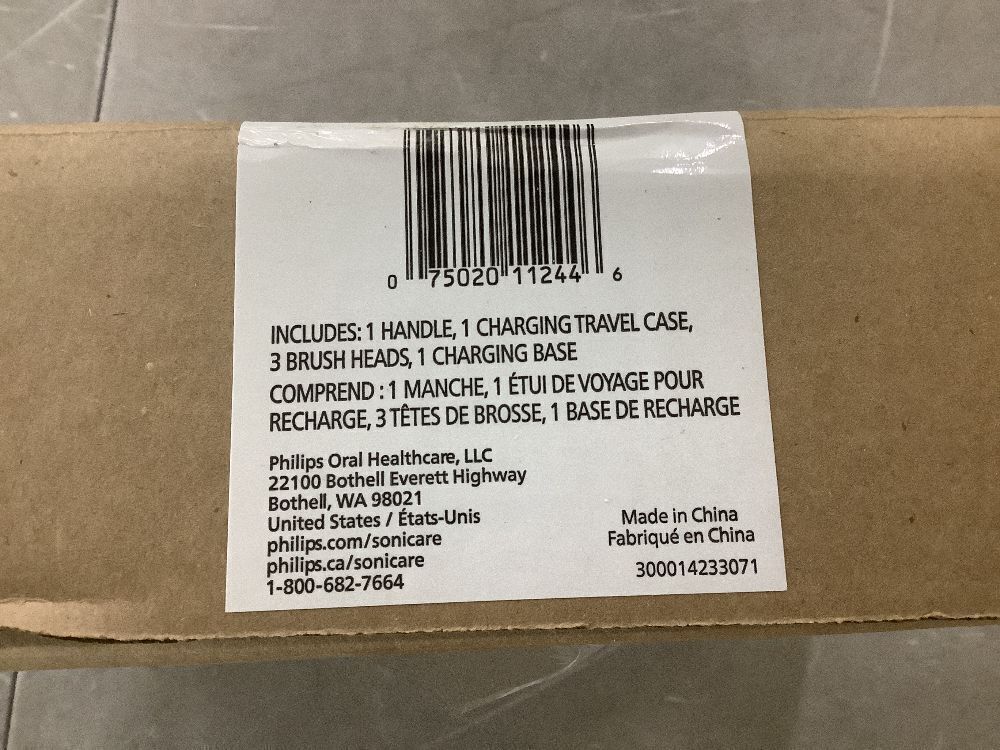 0 75020 11244 6
INCLUDES: 1 HANDLE, 1 CHARGING TRAVEL CASE,
3 BRUSH HEADS, 1 CHARGING BASE
COMPREND : 1 MANCHE, 1 ÉTUI DE VOYAGE POUR
RECHARGE, 3 TÊTES DE BROSSE, 1 BASE DE RECHARGE
Philips Oral Healthcare, LLC
22100 Bothell Everett Highway
Bothell, WA 98021
United States / États-Unis
philips.com/sonicare
philips.ca/sonicare
1-800-682-7664
Made in China
Fabriqué en China
300014233071